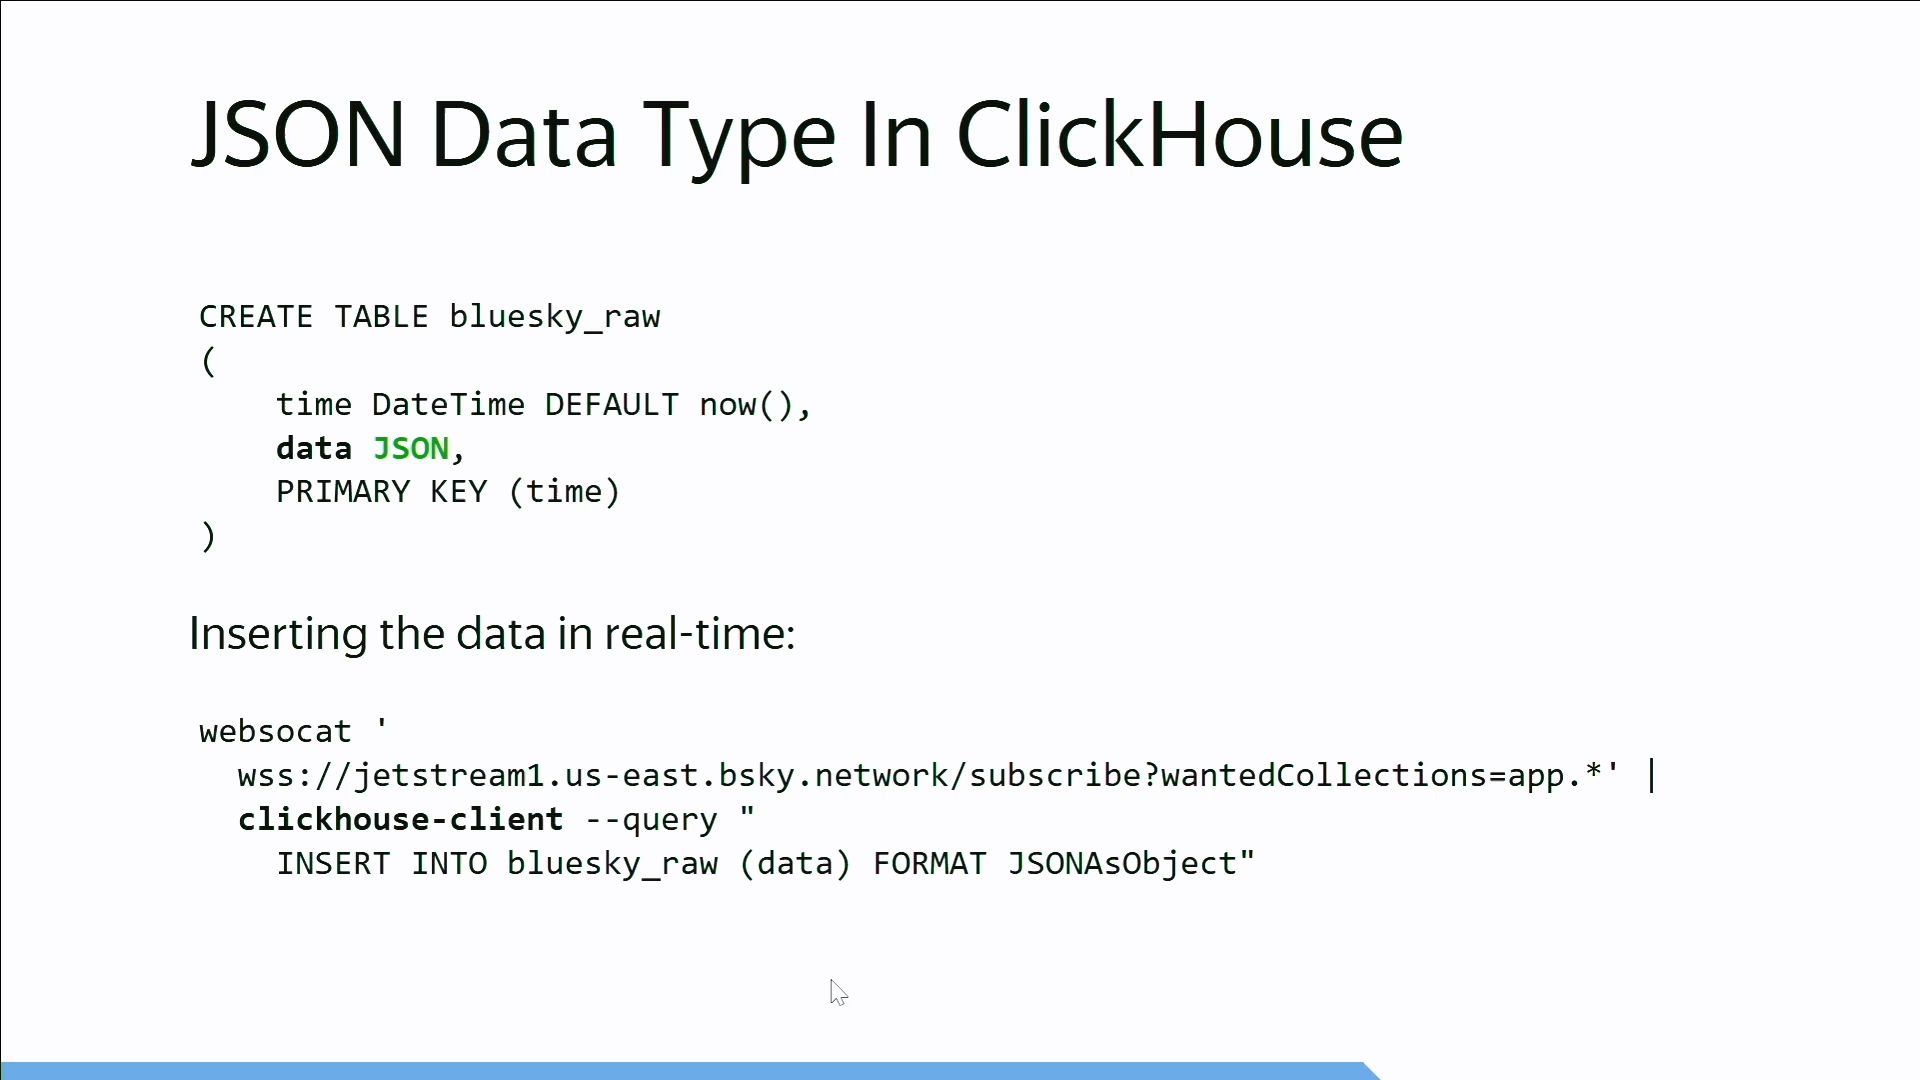 JSON Data Type In ClickHouse
CREATE TABLE bluesky_raw
(
    time DateTime DEFAULT now(),
    data JSON,
    PRIMARY KEY (time)
)
Inserting the data in real-time:
websocat '
  wss://jetstream1.us-east.bsky.network/subscribe?wantedCollections=app.*' |
  clickhouse-client --query "
    INSERT INTO bluesky_raw (data) FORMAT JSONAsObject"